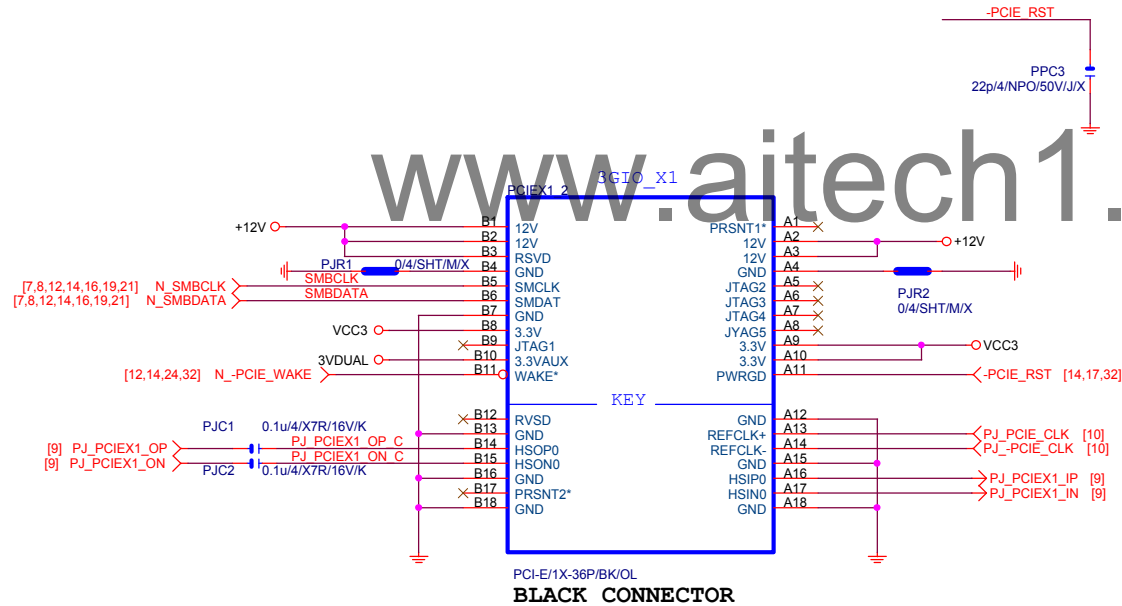 -PCIE_RST
PPC3
22p/4/NPO/50V/J/X
www.aitech1.
3GIO_X1
PCIEX1_2
+12V B1 12V PRSNT1* A1
B2 12V 12V A2 +12V
B3 RSVD 12V A3
PJR1 0/4/SHT/M/X B4 GND GND A4
[7,8,12,14,16,19,21] N_SMBCLK SMBCLK B5 SMCLK JTAG2 A5
[7,8,12,14,16,19,21] N_SMBDATA SMBDATA B6 SMDAT JTAG3 A6
PJR2
0/4/SHT/M/X
B7 GND JTAG4 A7
VCC3 B8 3.3V JYAG5 A8
B9 JTAG1 3.3V A9 VCC3
3VDUAL B10 3.3VAUX 3.3V A10
[12,14,24,32] N_-PCIE_WAKE B11 WAKE* PWRGD A11 -PCIE_RST [14,17,32]
KEY
B12 RVSD GND A12
PJC1 0.1u/4/X7R/16V/K B13 GND REFCLK+ A13 PJ_PCIE_CLK [10]
[9] PJ_PCIEX1_OP PJ_PCIEX1_OP_C B14 HSOP0 REFCLK- A14 PJ_-PCIE_CLK [10]
[9] PJ_PCIEX1_ON PJ_PCIEX1_ON_C B15 HSON0 GND A15
PJC2 0.1u/4/X7R/16V/K B16 GND HSIP0 A16 PJ_PCIEX1_IP [9]
B17 PRSNT2* HSIN0 A17 PJ_PCIEX1_IN [9]
B18 GND GND A18
PCI-E/1X-36P/BK/OL
BLACK CONNECTOR